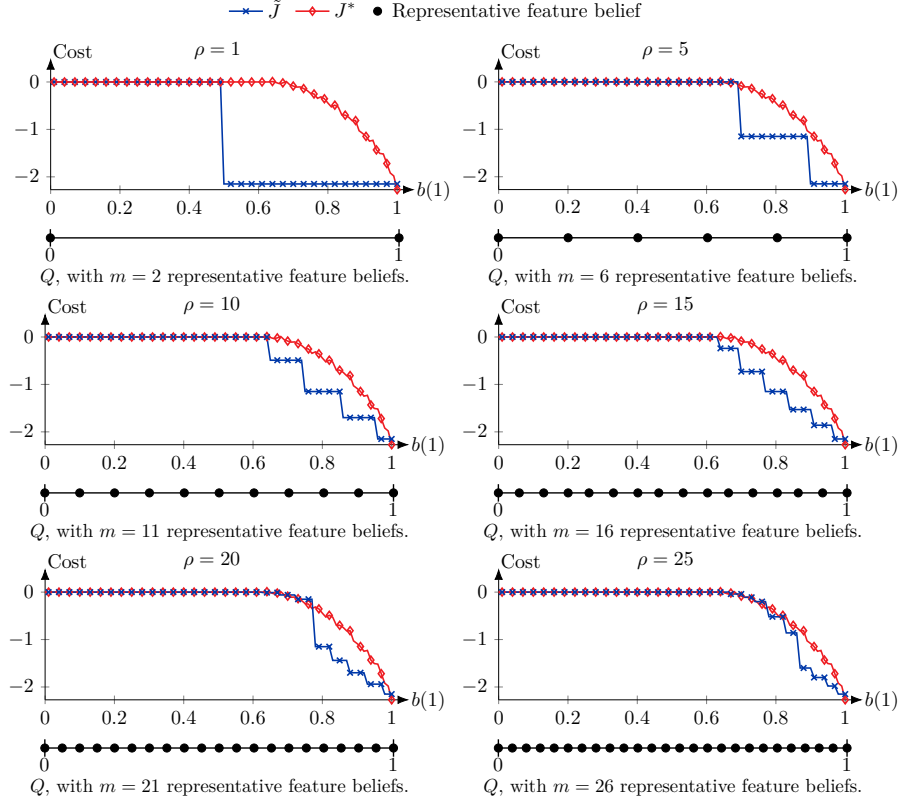 J̃ J* Representative feature belief
Cost ρ = 1
0
−1
−2
0 0.2 0.4 0.6 0.8 1 b(1)
0 1
Q, with m = 2 representative feature beliefs.
Cost ρ = 5
0
−1
−2
0 0.2 0.4 0.6 0.8 1 b(1)
0 1
Q, with m = 6 representative feature beliefs.
Cost ρ = 10
0
−1
−2
0 0.2 0.4 0.6 0.8 1 b(1)
0 1
Q, with m = 11 representative feature beliefs.
Cost ρ = 15
0
−1
−2
0 0.2 0.4 0.6 0.8 1 b(1)
0 1
Q, with m = 16 representative feature beliefs.
Cost ρ = 20
0
−1
−2
0 0.2 0.4 0.6 0.8 1 b(1)
0 1
Q, with m = 21 representative feature beliefs.
Cost ρ = 25
0
−1
−2
0 0.2 0.4 0.6 0.8 1 b(1)
0 1
Q, with m = 26 representative feature beliefs.